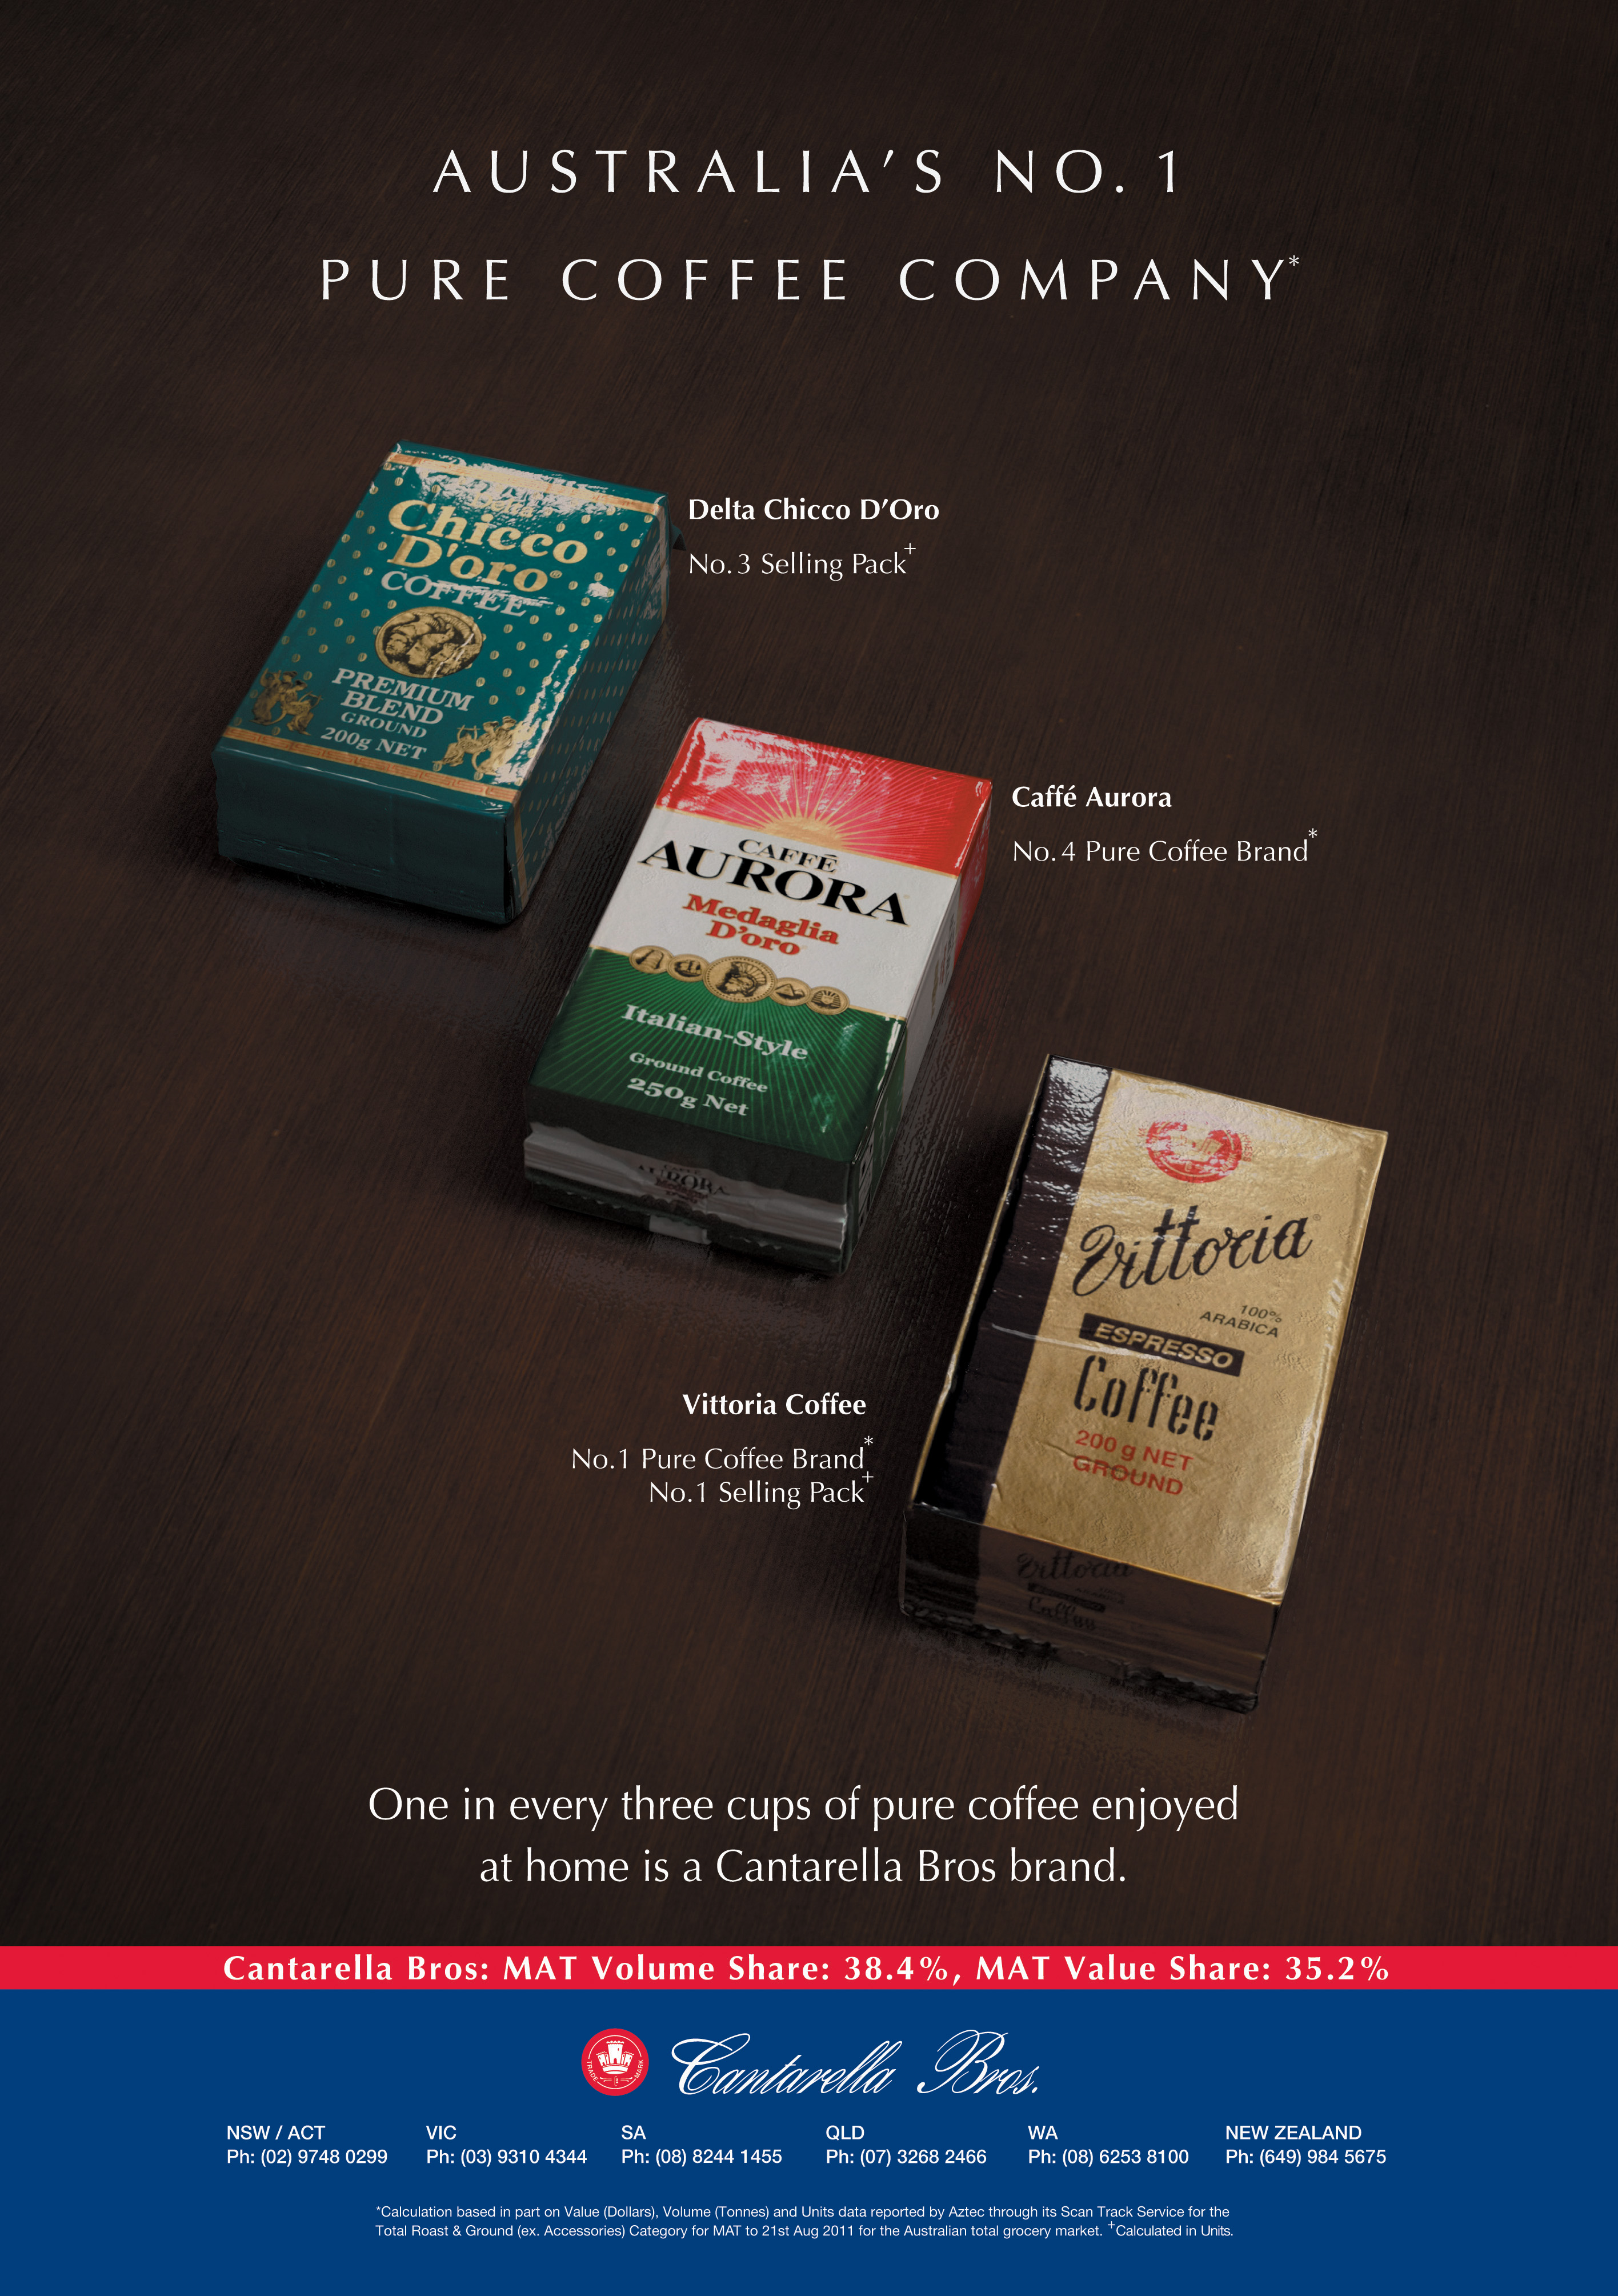 AUSTRALIA'S NO. 1
PURE COFFEE COMPANY*
Chicco
D'oro®
COFFEE
PREMIUM
BLEND
GROUND
200g NET
Delta Chicco D'Oro
No. 3 Selling Pack+
CAFFÉ
AURORA
Medaglia
D'oro
Italian-Style
Ground Coffee
250g Net
AURORA
Caffé Aurora
No. 4 Pure Coffee Brand*
Vittoria®
100%
ARABICA
ESPRESSO
Coffee
200 g NET
GROUND
Vittoria
Coffee
Vittoria Coffee
No.1 Pure Coffee Brand*
No.1 Selling Pack+
One in every three cups of pure coffee enjoyed
at home is a Cantarella Bros brand.
Cantarella Bros: MAT Volume Share: 38.4%, MAT Value Share: 35.2%
TRADE MARK
Cantarella Bros.
NSW / ACT
Ph: (02) 9748 0299
VIC
Ph: (03) 9310 4344
SA
Ph: (08) 8244 1455
QLD
Ph: (07) 3268 2466
WA
Ph: (08) 6253 8100
NEW ZEALAND
Ph: (649) 984 5675
*Calculation based in part on Value (Dollars), Volume (Tonnes) and Units data reported by Aztec through its Scan Track Service for the
Total Roast & Ground (ex. Accessories) Category for MAT to 21st Aug 2011 for the Australian total grocery market. +Calculated in Units.